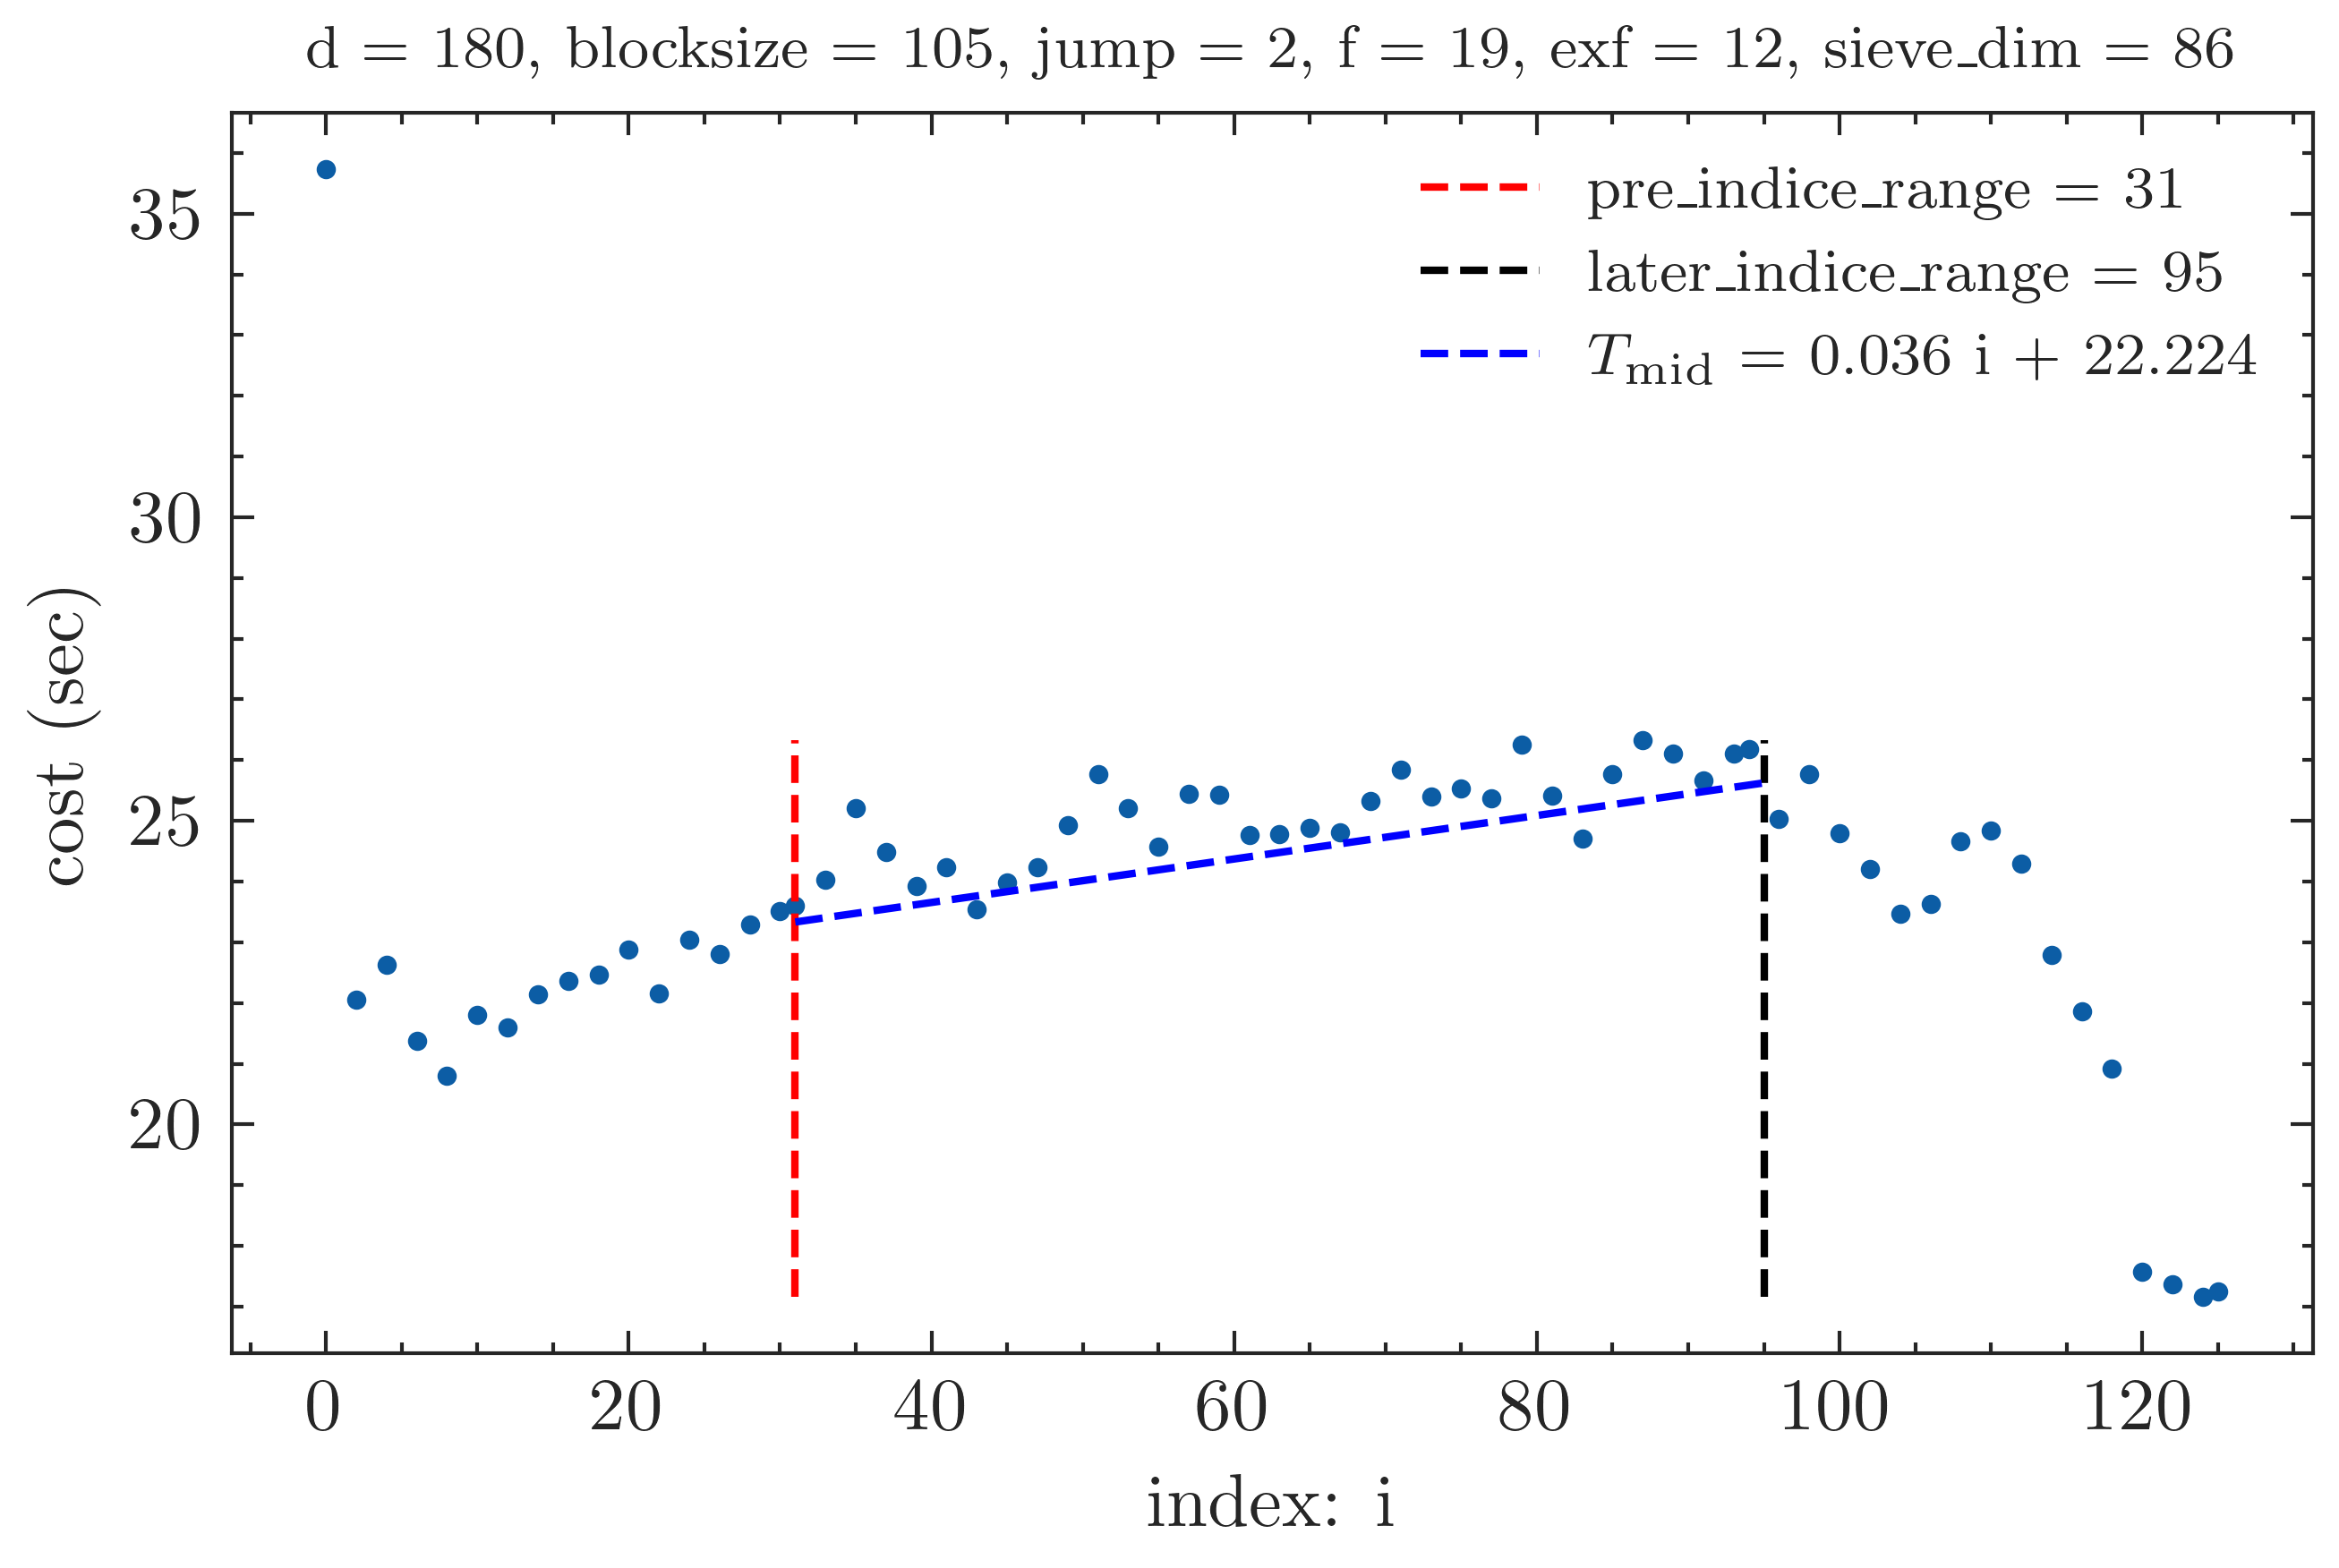 d = 180, blocksize = 105, jump = 2, f = 19, exf = 12, sieve_dim = 86
pre_indice_range = 31
later_indice_range = 95
T_mid = 0.036 i + 22.224
35
30
25
20
cost (sec)
0 20 40 60 80 100 120
index: i